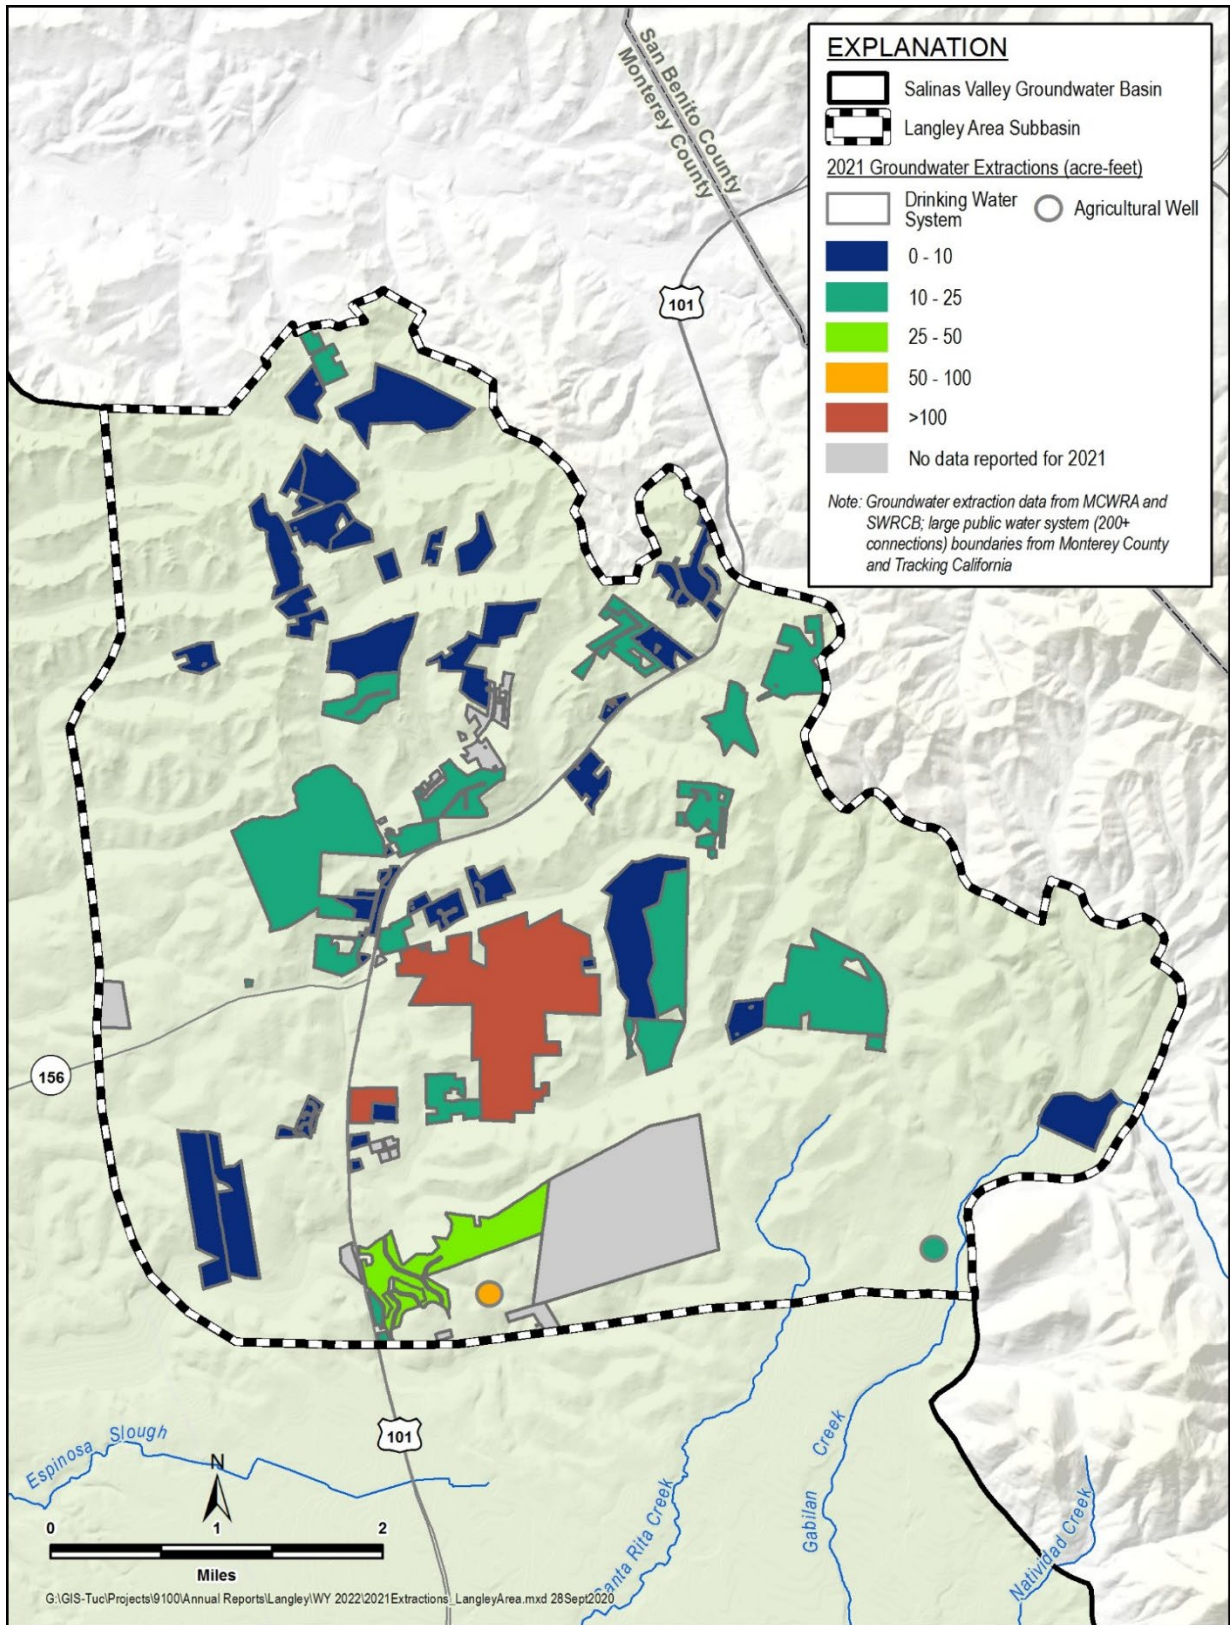 EXPLANATION
Salinas Valley Groundwater Basin
Langley Area Subbasin
2021 Groundwater Extractions (acre-feet)
Drinking Water
System
Agricultural Well
0 - 10
10 - 25
25 - 50
50 - 100
>100
No data reported for 2021
Note: Groundwater extraction data from MCWRA and
SWRCB; large public water system (200+
connections) boundaries from Monterey County
and Tracking California
San Benito County
Monterey County
101
156
101
Espinosa Slough
Santa Rita Creek
Gabilan Creek
Natividad Creek
N
0 1 2
Miles
G:\GIS-Tuc\Projects\9100\Annual Reports\Langley\WY 2022\2021Extractions_LangleyArea.mxd 28Sept2020